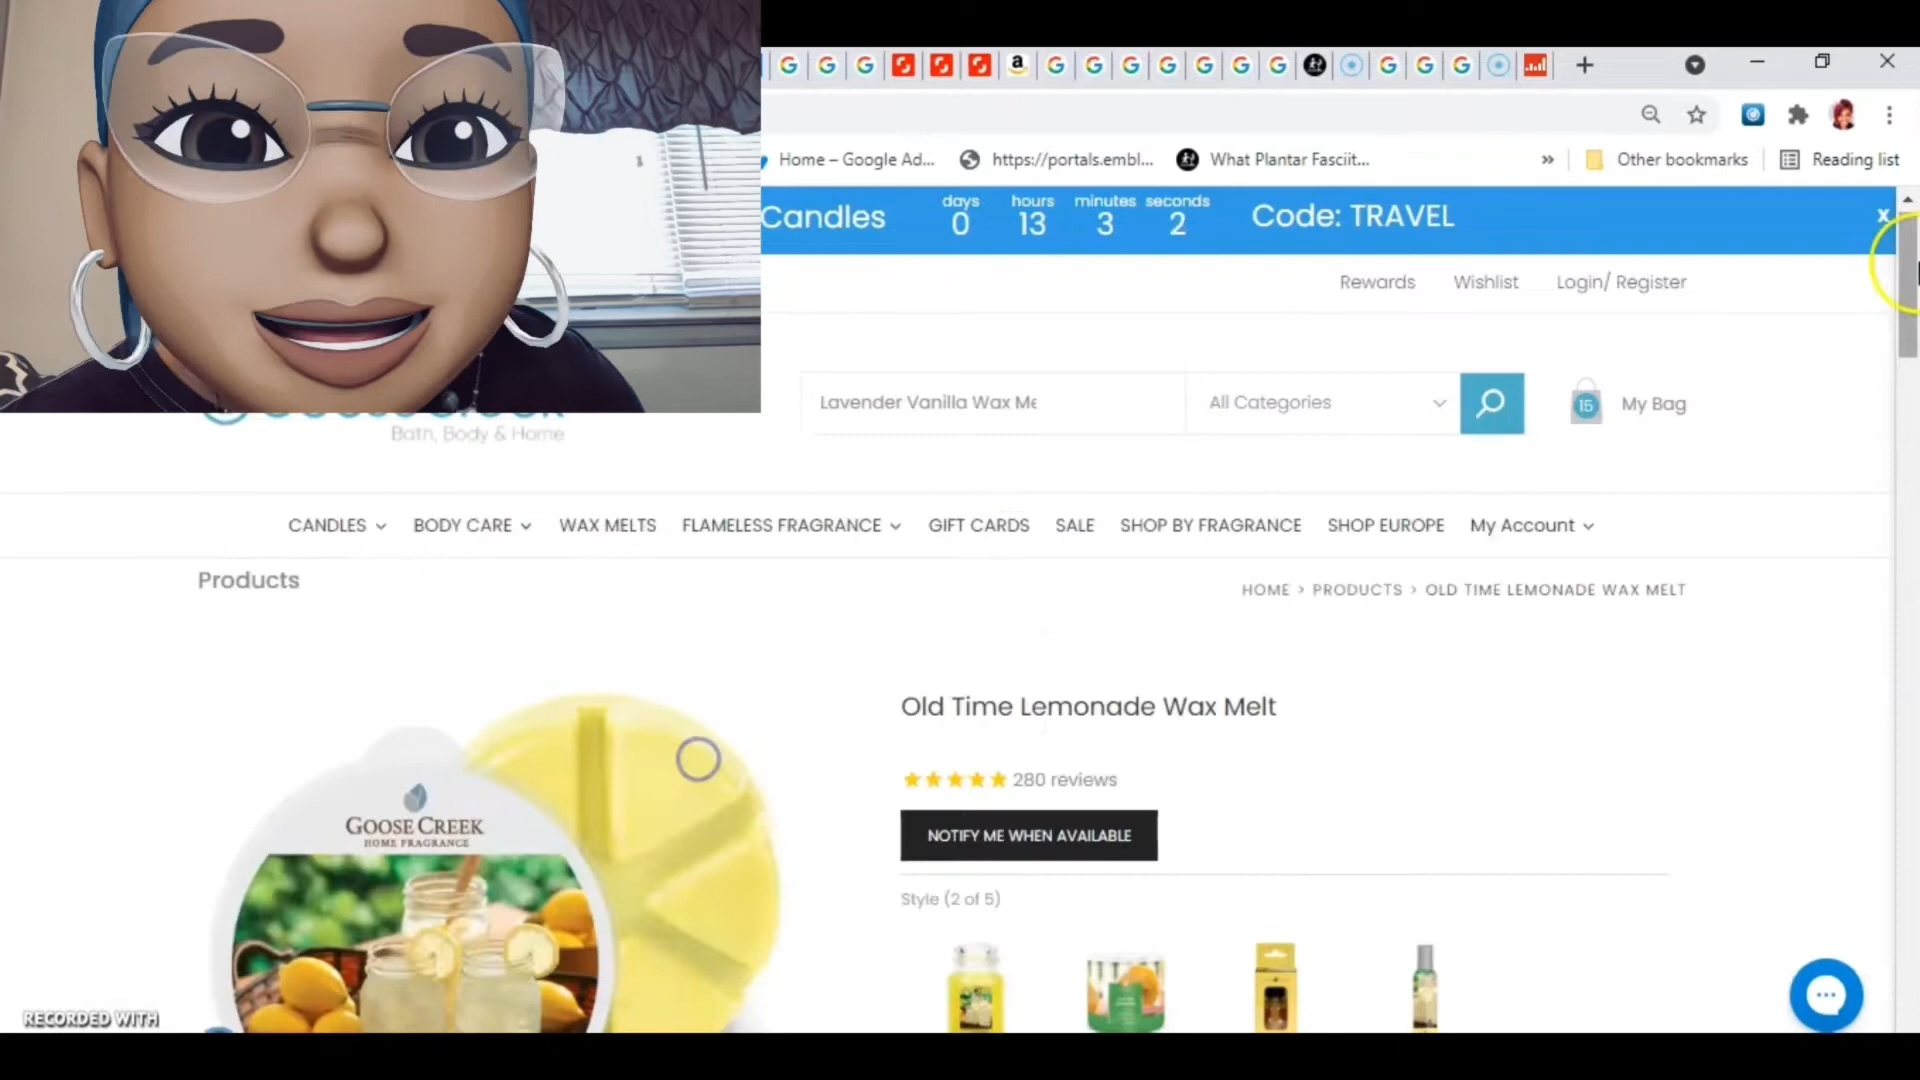 Home – Google Ad...
https://portals.embl...
What Plantar Fasciit...
»
Other bookmarks
Reading list
Candles
days
0
hours
13
minutes
3
seconds
2
Code: TRAVEL
x
Rewards
Wishlist
Login/ Register
Lavender Vanilla Wax Me
All Categories
15
My Bag
Bath, Body & Home
CANDLES
BODY CARE
WAX MELTS
FLAMELESS FRAGRANCE
GIFT CARDS
SALE
SHOP BY FRAGRANCE
SHOP EUROPE
My Account
Products
HOME > PRODUCTS > OLD TIME LEMONADE WAX MELT
Old Time Lemonade Wax Melt
280 reviews
NOTIFY ME WHEN AVAILABLE
Style (2 of 5)
GOOSE CREEK
HOME FRAGRANCE
RECORDED WITH